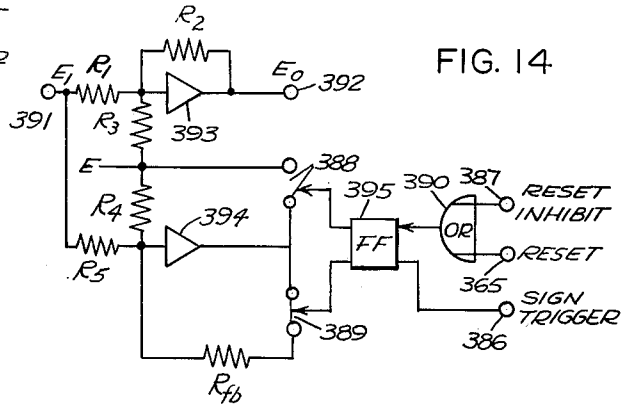 FIG. 14
R2
E1
R1
E0
392
391
393
R3
E
388
387
RESET INHIBIT
395
390
OR
R4
394
FF
RESET
365
R5
389
SIGN TRIGGER
386
Rfb